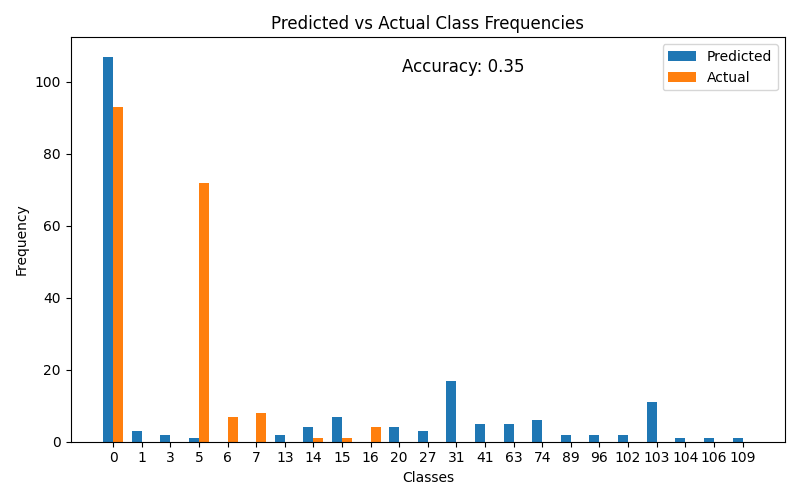 Predicted vs Actual Class Frequencies
Accuracy: 0.35
Predicted
Actual
Frequency
100
80
60
40
20
0
0 1 3 5 6 7 13 14 15 16 20 27 31 41 63 74 89 96 102 103 104 106 109
Classes